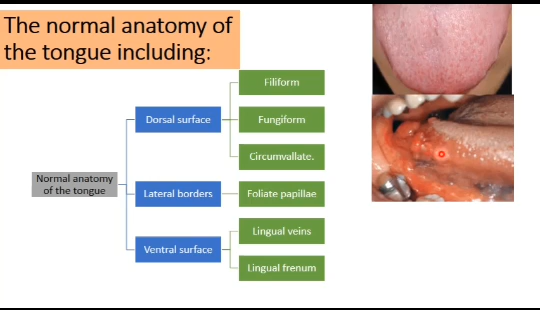 The normal anatomy of
the tongue including:
Filiform
Dorsal surface
Fungiform
Circumvallate.
Normal anatomy
of the tongue
Lateral borders
Foliate papillae
Lingual veins
Ventral surface
Lingual frenum